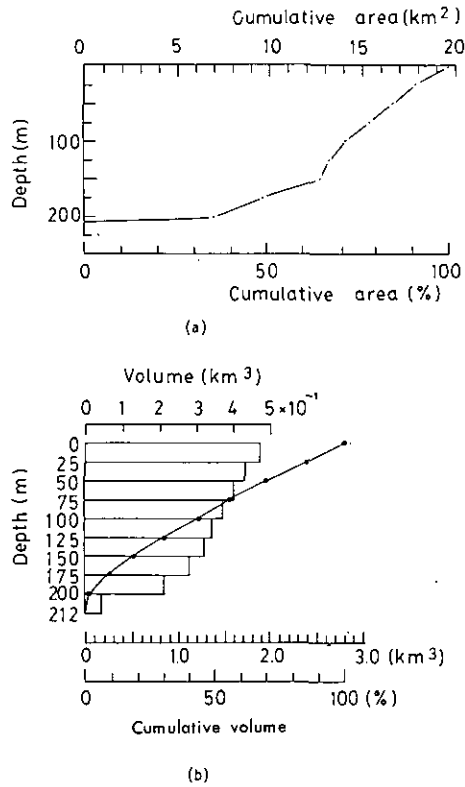 Cumulative area (km²)
0 5 10 14 20
Depth (m)
100
200
0 50 100
Cumulative area (%)
(a)
Volume (km³)
0 1 2 3 4 5×10⁻¹
Depth (m)
0
25
50
75
100
125
150
175
200
212
0 1.0 2.0 3.0 (km³)
0 50 100 (%)
Cumulative volume
(b)